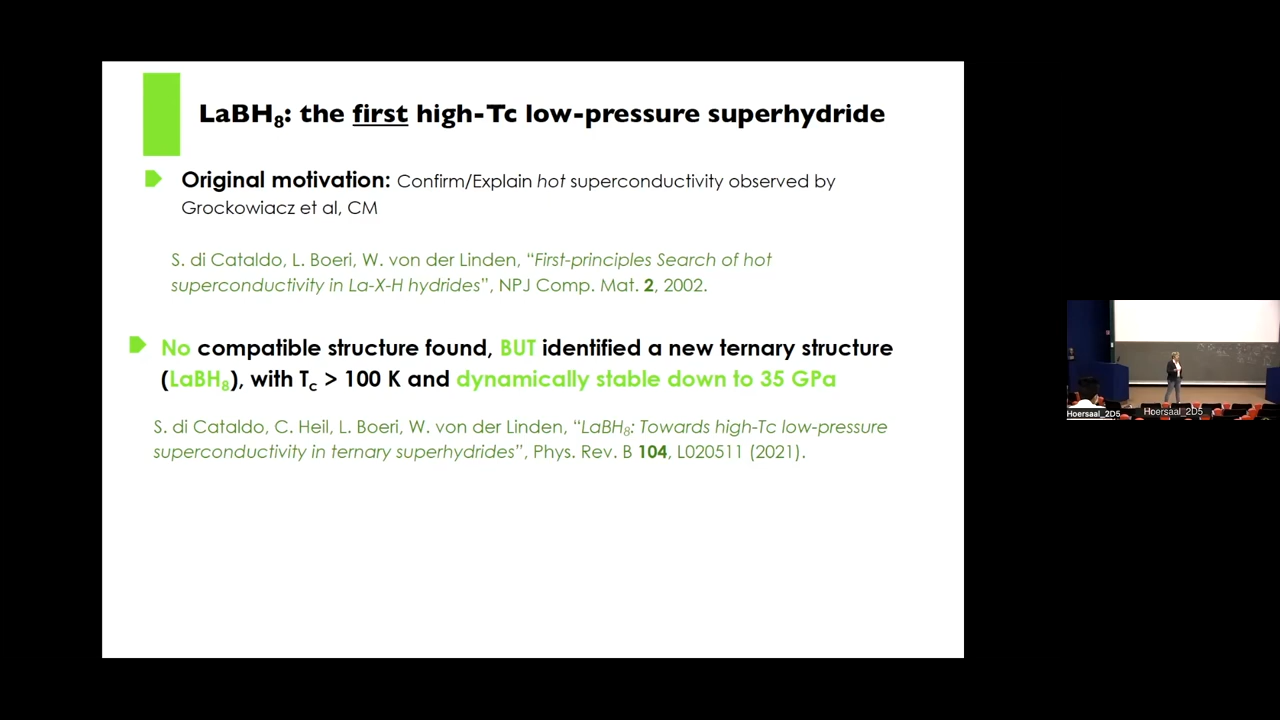 LaBH₈: the first high-Tc low-pressure superhydride
Original motivation: Confirm/Explain hot superconductivity observed by
Grockowiacz et al, CM
S. di Cataldo, L. Boeri, W. von der Linden, “First-principles Search of hot
superconductivity in La-X-H hydrides”, NPJ Comp. Mat. 2, 2002.
No compatible structure found, BUT identified a new ternary structure
(LaBH₈), with Tc > 100 K and dynamically stable down to 35 GPa
S. di Cataldo, C. Heil, L. Boeri, W. von der Linden, “LaBH₈: Towards high-Tc low-pressure
superconductivity in ternary superhydrides”, Phys. Rev. B 104, L020511 (2021).
Hoersaal_2D5
Hoersaal_2D5